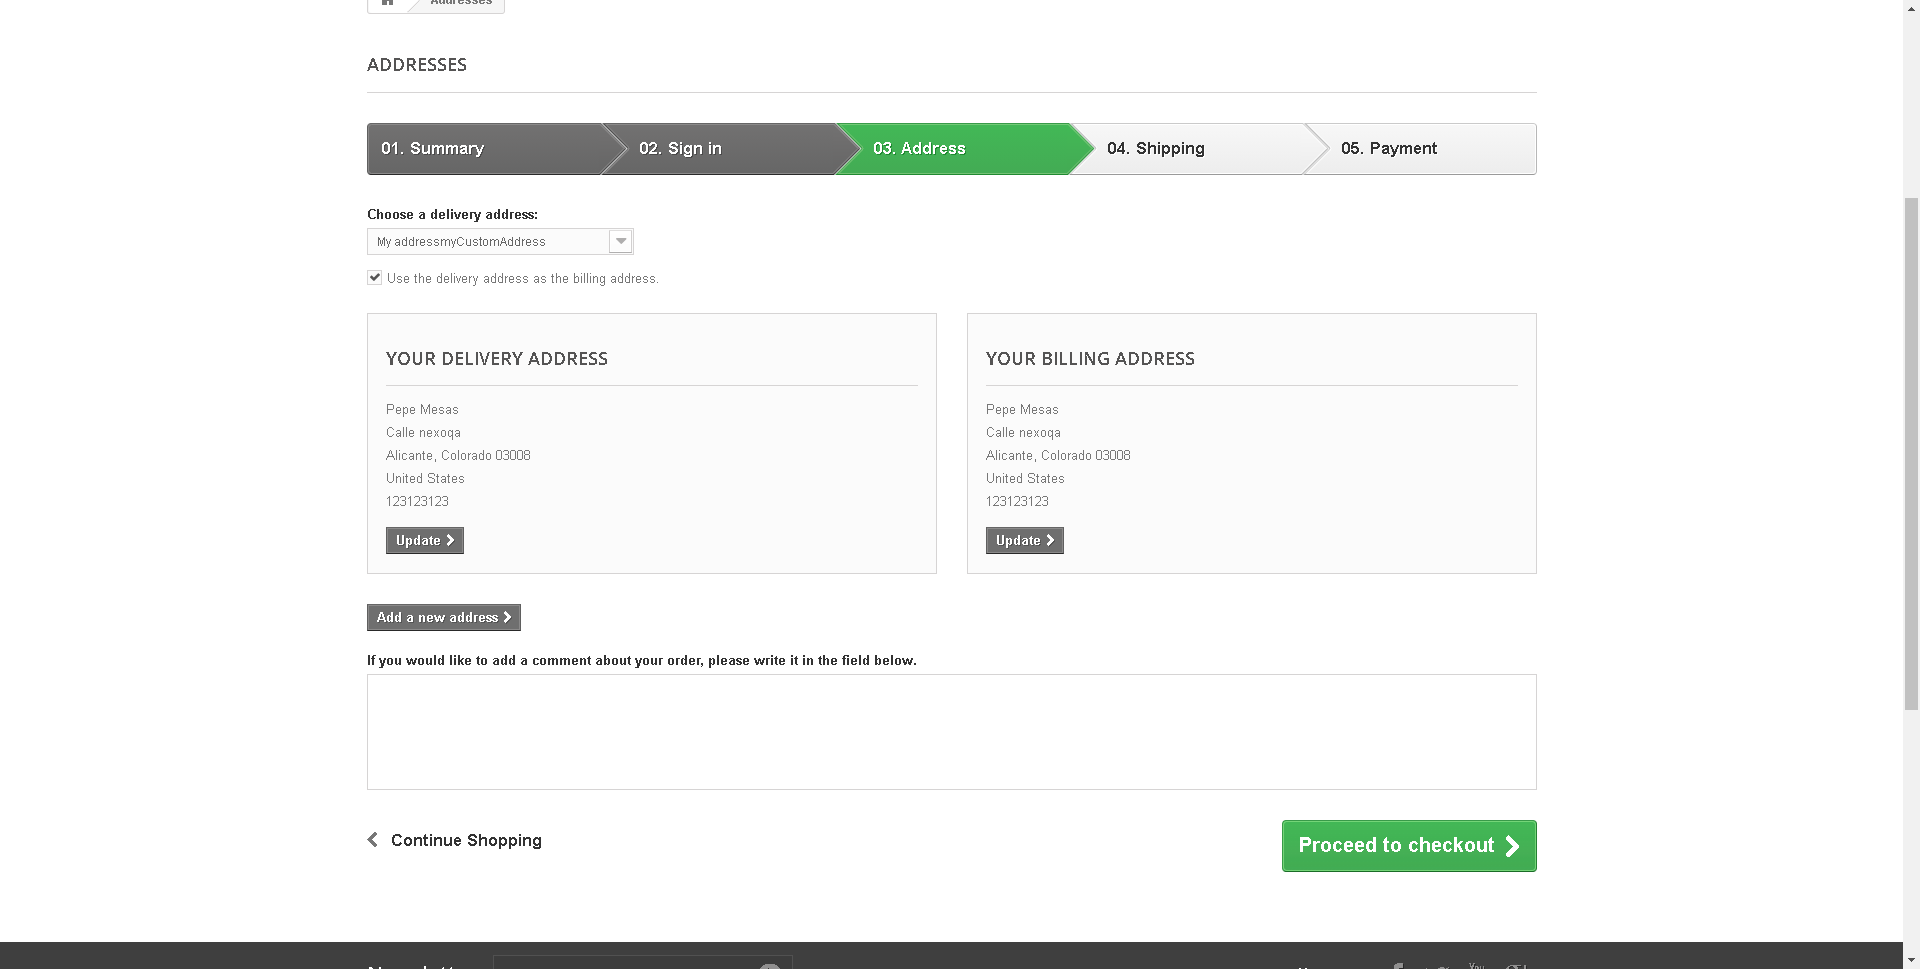 Addresses
ADDRESSES
01. Summary
02. Sign in
03. Address
04. Shipping
05. Payment
Choose a delivery address:
My addressmyCustomAddress
Use the delivery address as the billing address.
YOUR DELIVERY ADDRESS
Pepe Mesas
Calle nexoqa
Alicante, Colorado 03008
United States
123123123
Update
YOUR BILLING ADDRESS
Pepe Mesas
Calle nexoqa
Alicante, Colorado 03008
United States
123123123
Update
Add a new address
If you would like to add a comment about your order, please write it in the field below.
Continue Shopping
Proceed to checkout